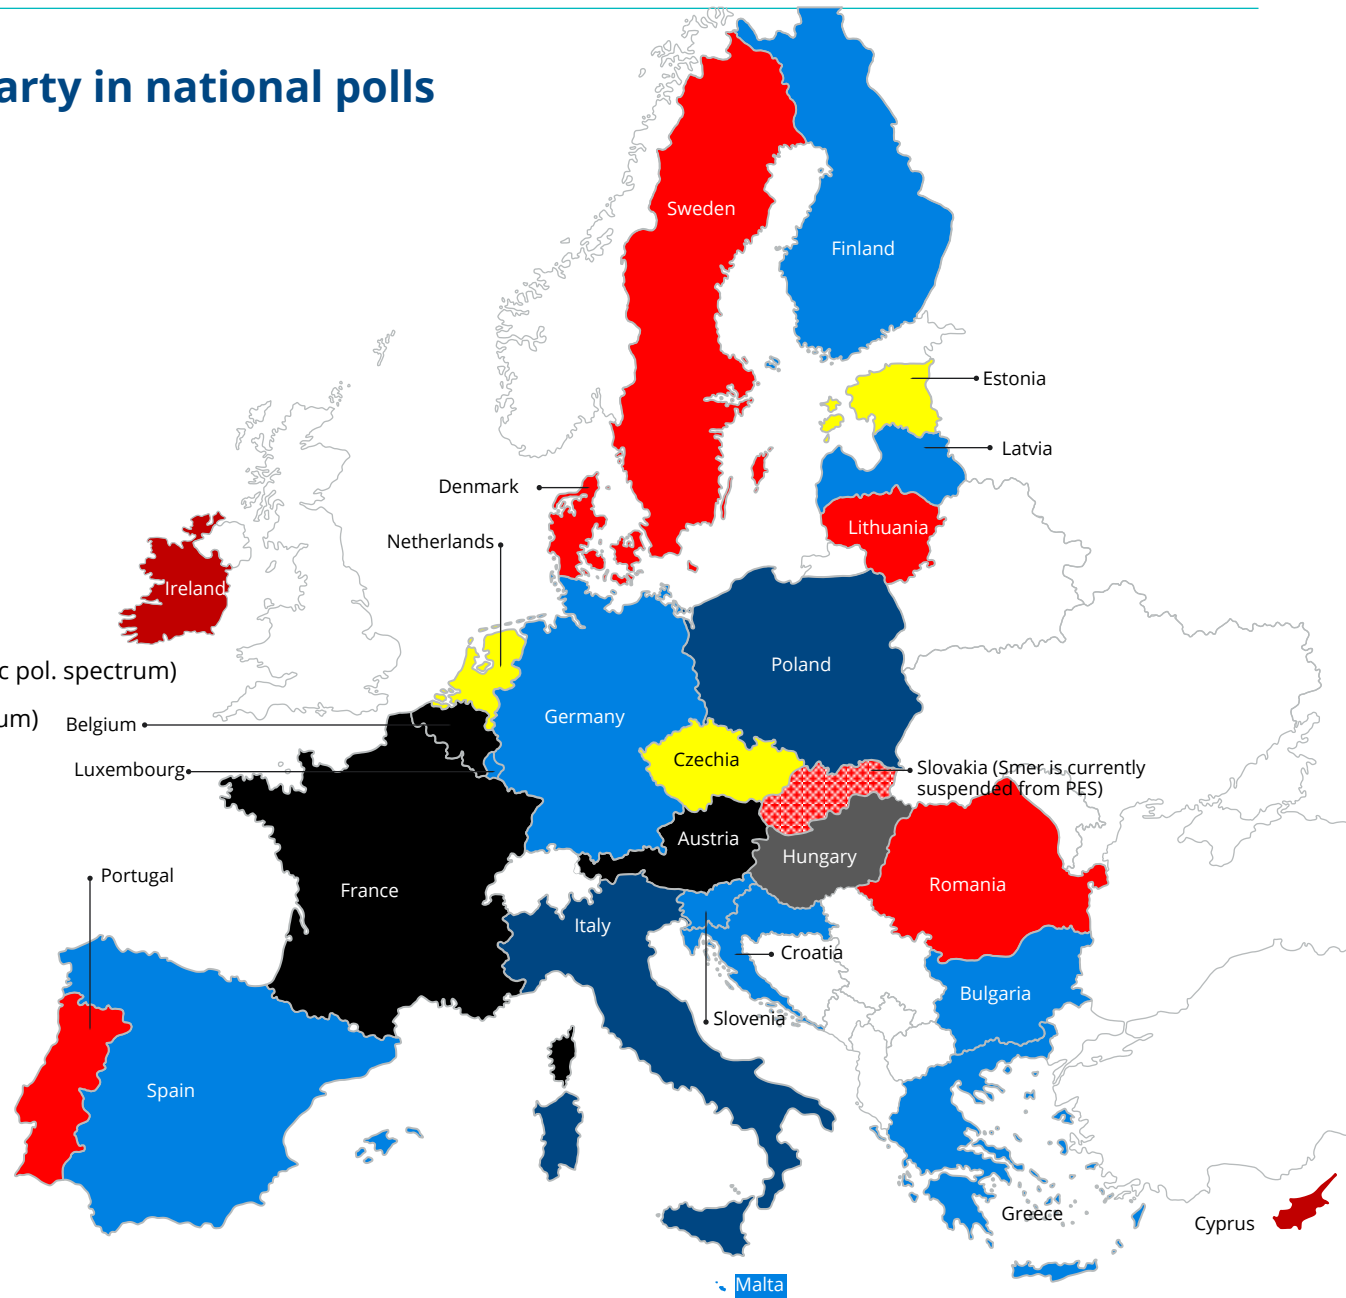 arty in national polls
Sweden
Finland
Estonia
Latvia
Denmark
Lithuania
Netherlands
Ireland
Poland
c pol. spectrum)
um)
Belgium
Germany
Czechia
Luxembourg
Slovakia (Smer is currently
suspended from PES)
Austria
Hungary
Portugal
France
Romania
Italy
Croatia
Bulgaria
Slovenia
Spain
Greece
Cyprus
Malta